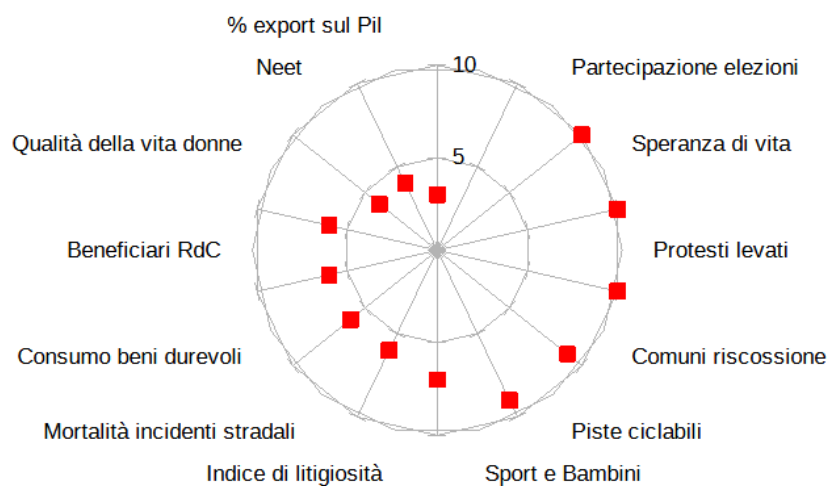 % export sul Pil
10
Neet
Partecipazione elezioni
Qualità della vita donne
5
Speranza di vita
Beneficiari RdC
Protesti levati
Consumo beni durevoli
Comuni riscossione
Mortalità incidenti stradali
Piste ciclabili
Indice di litigiosità
Sport e Bambini